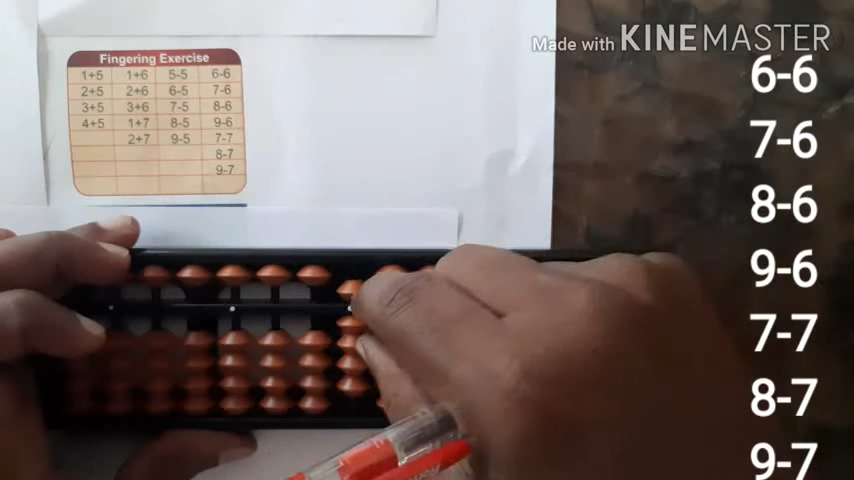 Made with KINEMASTER
Fingering Exercise
1+5 1+6 5-5 6-6
2+5 2+6 6-5 7-6
3+5 3+6 7-5 8-6
4+5 1+7 8-5 9-6
2+7 9-5 7-7
8-7
9-7
6-6
7-6
8-6
9-6
7-7
8-7
9-7